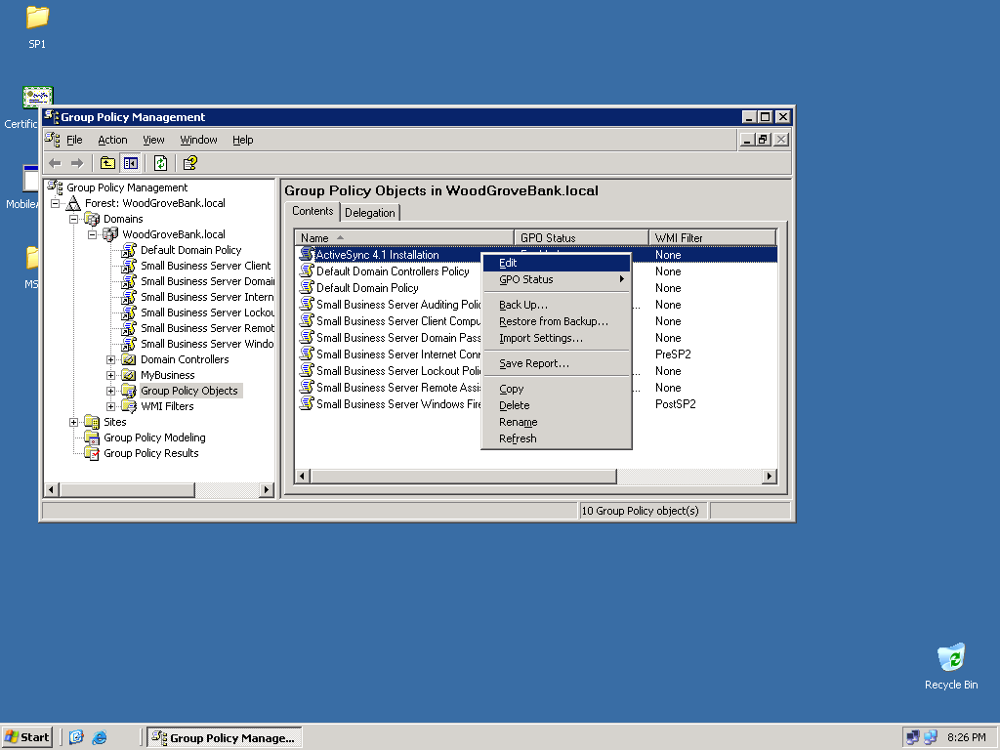 SP1
Certific
MobileA
MS
Group Policy Management
File Action View Window Help
Group Policy Management
Forest: WoodGroveBank.local
Domains
WoodGroveBank.local
Default Domain Policy
Small Business Server Client
Small Business Server Domai
Small Business Server Intern
Small Business Server Lockou
Small Business Server Remot
Small Business Server Windo
Domain Controllers
MyBusiness
Group Policy Objects
WMI Filters
Sites
Group Policy Modeling
Group Policy Results
Group Policy Objects in WoodGroveBank.local
Contents Delegation
Name GPO Status WMI Filter
ActiveSync 4.1 Installation None
Default Domain Controllers Policy None
Default Domain Policy None
Small Business Server Auditing Polic ... None
Small Business Server Client Compu None
Small Business Server Domain Pass None
Small Business Server Internet Conn PreSP2
Small Business Server Lockout Polic ... None
Small Business Server Remote Assis ... None
Small Business Server Windows Fire PostSP2
Edit
GPO Status
Back Up...
Restore from Backup...
Import Settings...
Save Report...
Copy
Delete
Rename
Refresh
10 Group Policy object(s)
Recycle Bin
Start Group Policy Manage... 8:26 PM